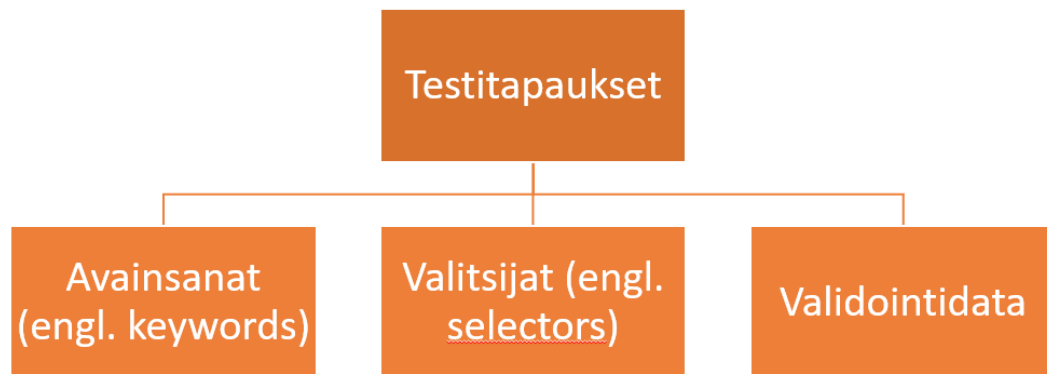 Testitapaukset
Avainsanat
(engl. keywords)
Valitsijat (engl.
selectors)
Validointidata